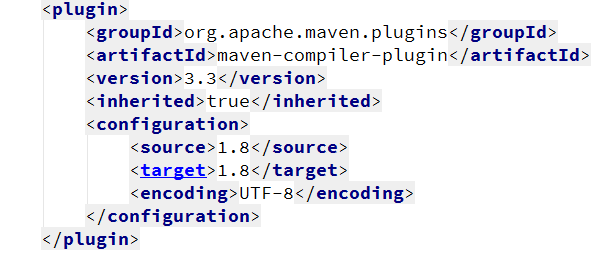 <plugin>
<groupId>org.apache.maven.plugins</groupId>
<artifactId>maven-compiler-plugin</artifactId>
<version>3.3</version>
<inherited>true</inherited>
<configuration>
<source>1.8</source>
<target>1.8</target>
<encoding>UTF-8</encoding>
</configuration>
</plugin>